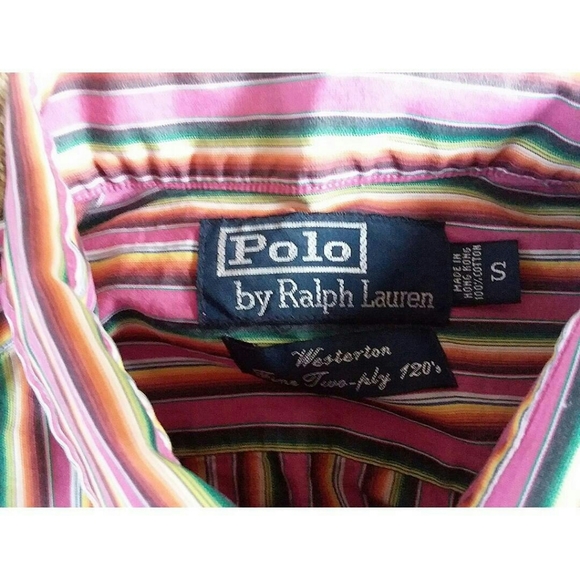 Polo
by Ralph Lauren
MADE IN
HONG KONG
100% COTTON
S
Westerton
Fine Two-ply 120's